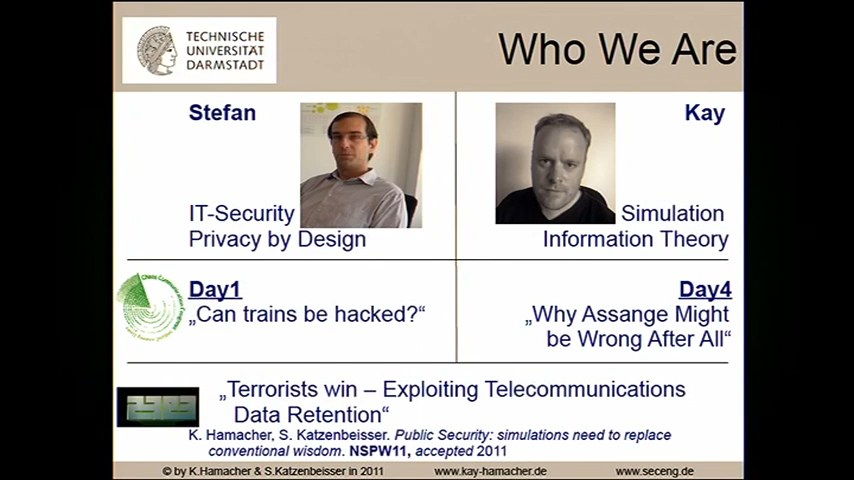 TECHNISCHE
UNIVERSITÄT
DARMSTADT
Who We Are
Stefan
IT-Security
Privacy by Design
Kay
Simulation
Information Theory
Day1
„Can trains be hacked?“
Day4
„Why Assange Might
be Wrong After All“
„Terrorists win – Exploiting Telecommunications
Data Retention“
K. Hamacher, S. Katzenbeisser. Public Security: simulations need to replace
conventional wisdom. NSPW11, accepted 2011
© by K.Hamacher & S.Katzenbeisser in 2011
www.kay-hamacher.de
www.seceng.de